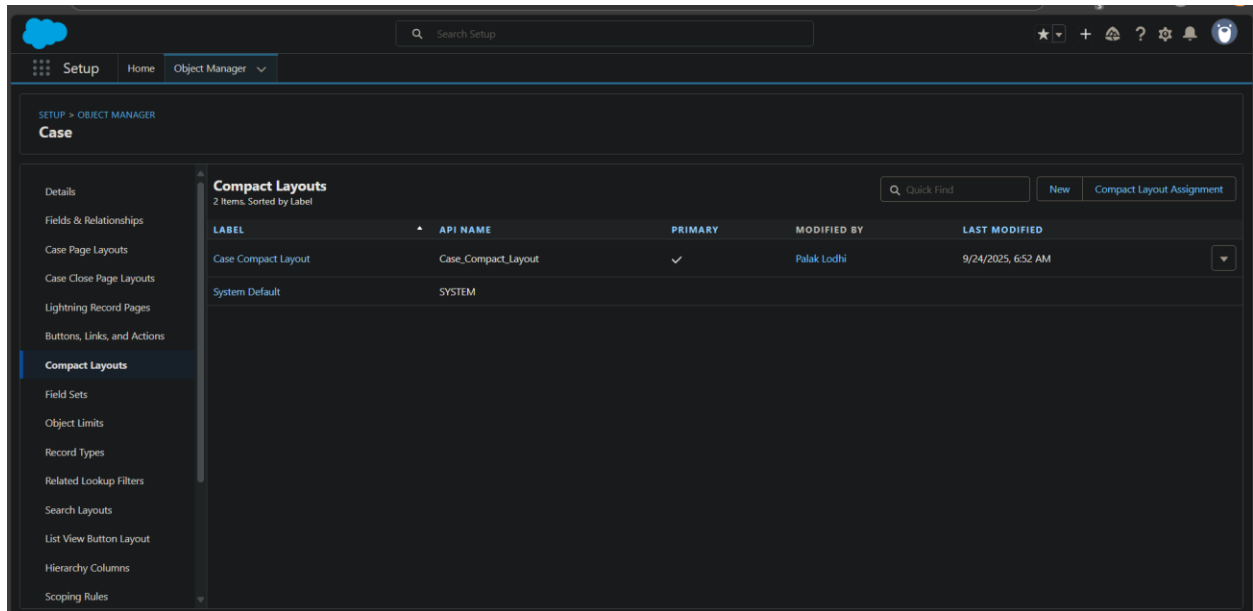 Search Setup
Setup Home Object Manager
SETUP > OBJECT MANAGER
Case
Details
Fields & Relationships
Case Page Layouts
Case Close Page Layouts
Lightning Record Pages
Buttons, Links, and Actions
Compact Layouts
Field Sets
Object Limits
Record Types
Related Lookup Filters
Search Layouts
List View Button Layout
Hierarchy Columns
Scoping Rules
Compact Layouts
2 Items. Sorted by Label
Quick Find
New
Compact Layout Assignment
LABEL API NAME PRIMARY MODIFIED BY LAST MODIFIED
Case Compact Layout Case_Compact_Layout Palak Lodhi 9/24/2025, 6:52 AM
System Default SYSTEM